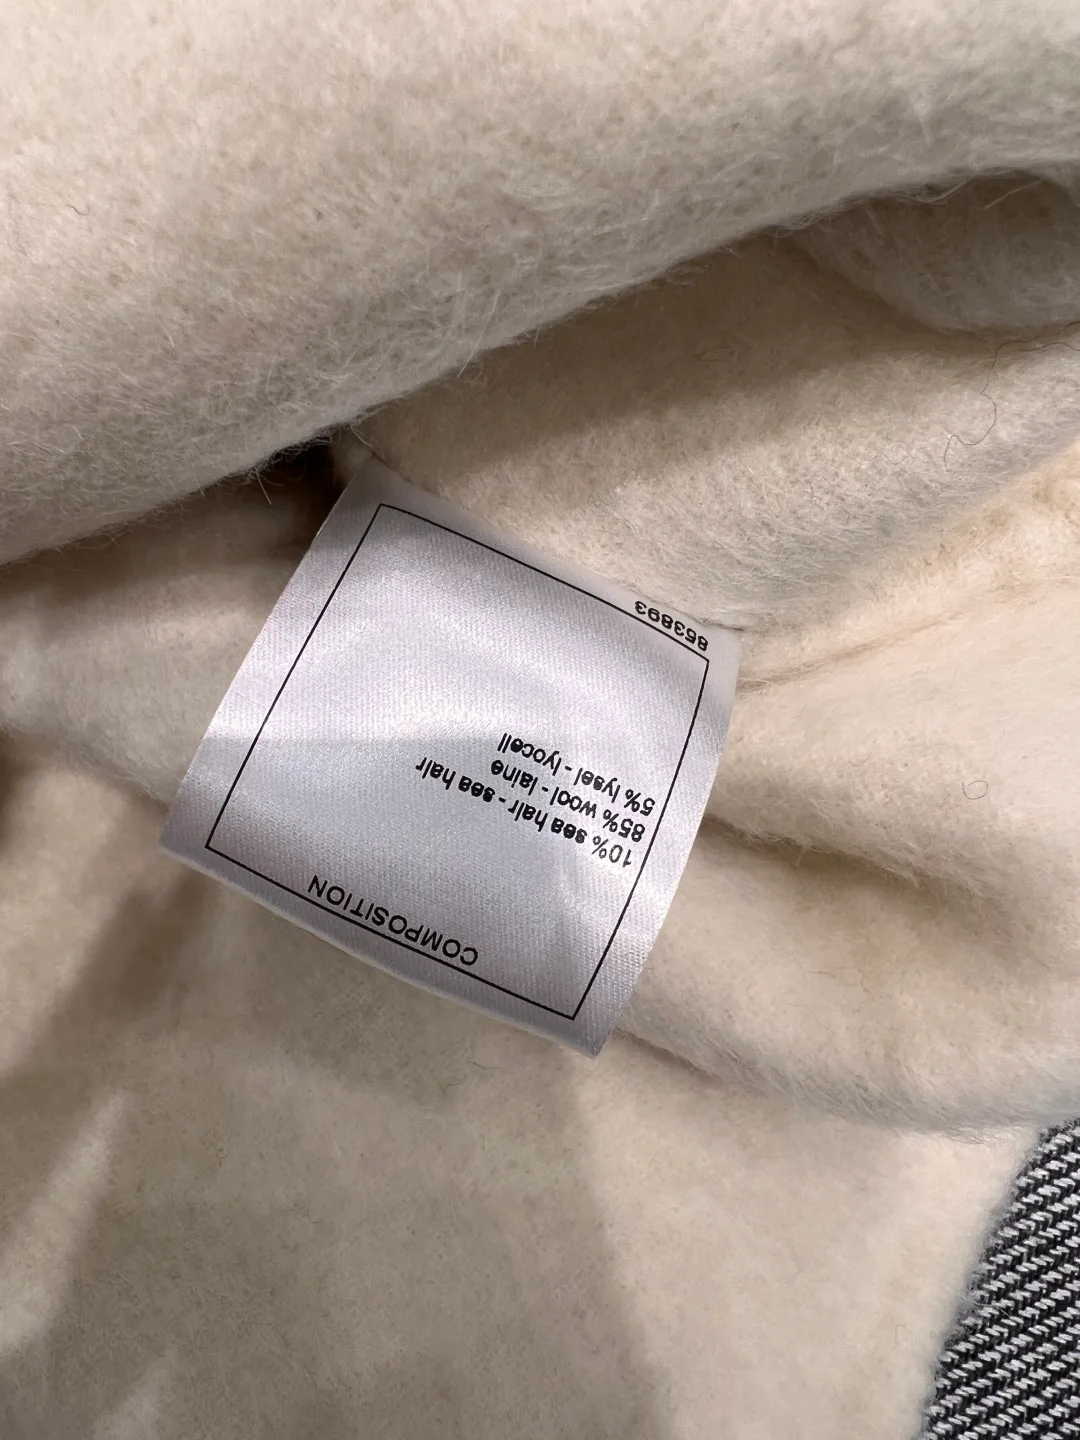 COMPOSITION
10% sea hair - sea hair
85% wool - laine
5% lysel - lyocell
853893